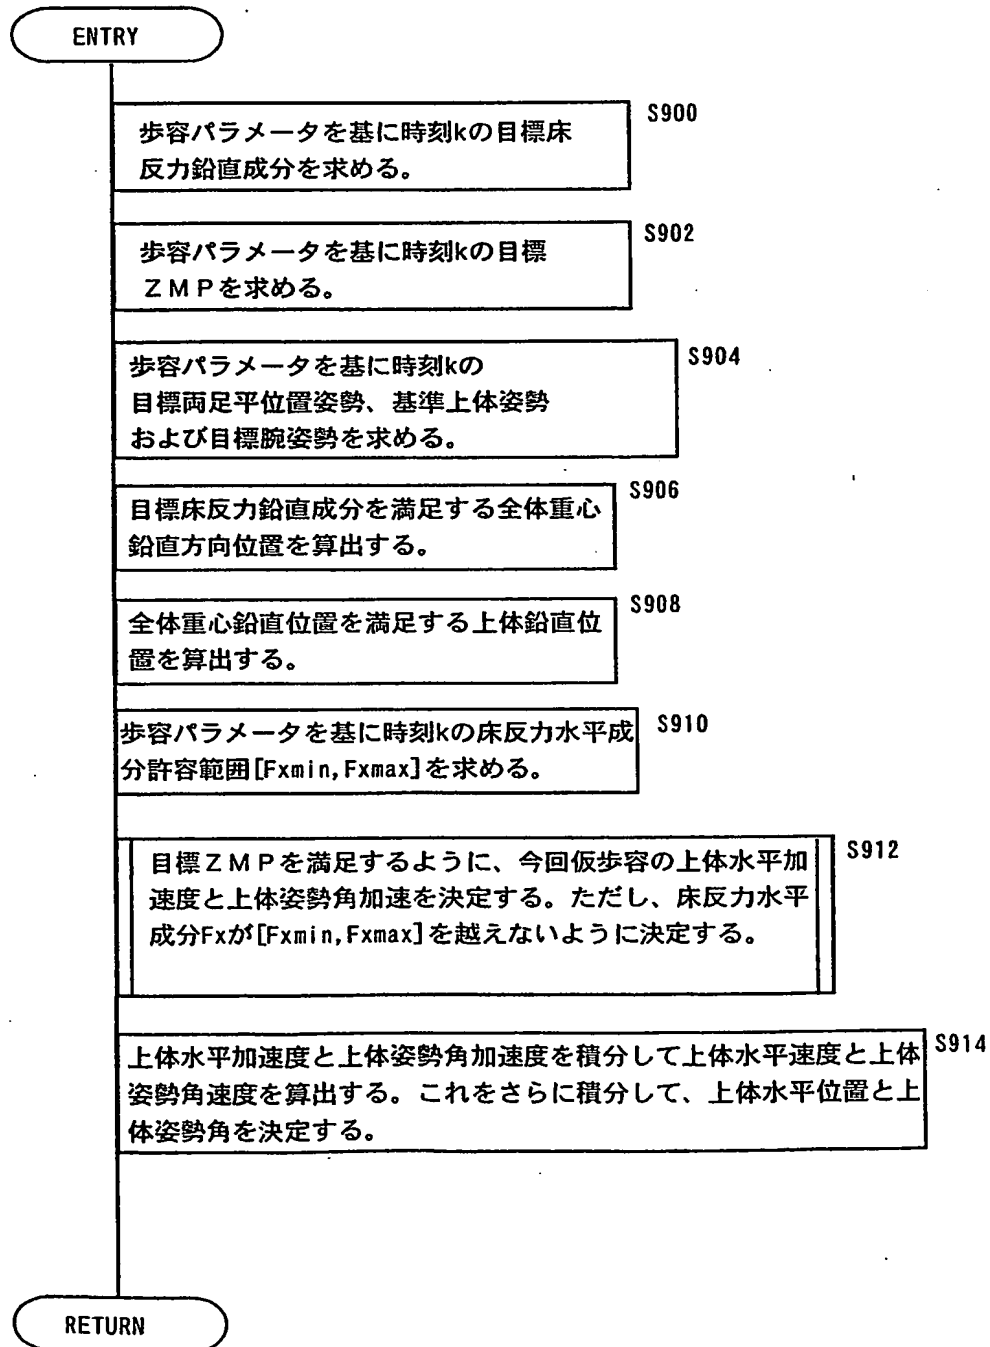 ENTRY
S900
歩容パラメータを基に時刻kの目標床
反力鉛直成分を求める。
S902
歩容パラメータを基に時刻kの目標
ZMPを求める。
S904
歩容パラメータを基に時刻kの
目標両足平位置姿勢、基準上体姿勢
および目標腕姿勢を求める。
S906
目標床反力鉛直成分を満足する全体重心
鉛直方向位置を算出する。
S908
全体重心鉛直位置を満足する上体鉛直位
置を算出する。
S910
歩容パラメータを基に時刻kの床反力水平成
分許容範囲[Fxmin,Fxmax]を求める。
S912
目標ZMPを満足するように、今回仮歩容の上体水平加
速度と上体姿勢角加速を決定する。ただし、床反力水平
成分Fxが[Fxmin,Fxmax]を越えないように決定する。
S914
上体水平加速度と上体姿勢角加速度を積分して上体水平速度と上体
姿勢角速度を算出する。これをさらに積分して、上体水平位置と上
体姿勢角を決定する。
RETURN